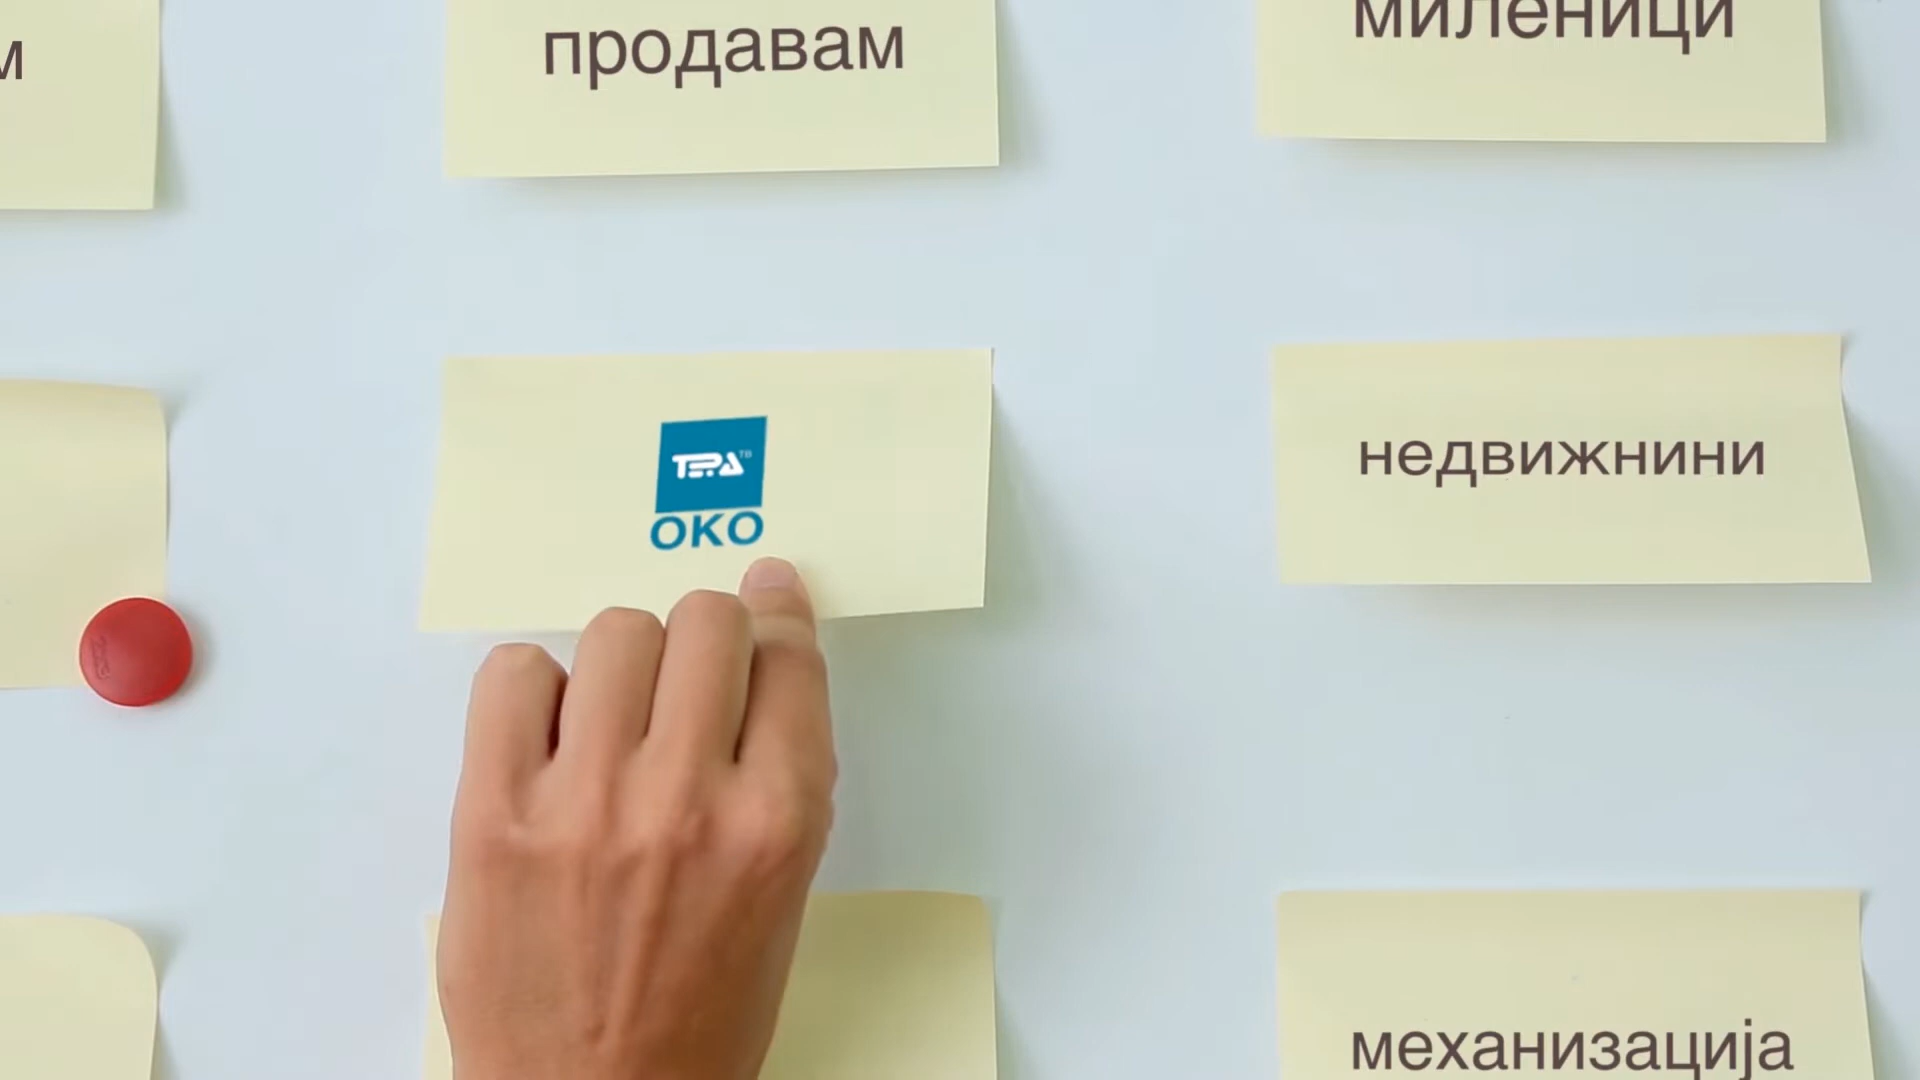 м
продавам
миленици
ТЕРА ТВ
ОКО
недвижнини
механизација